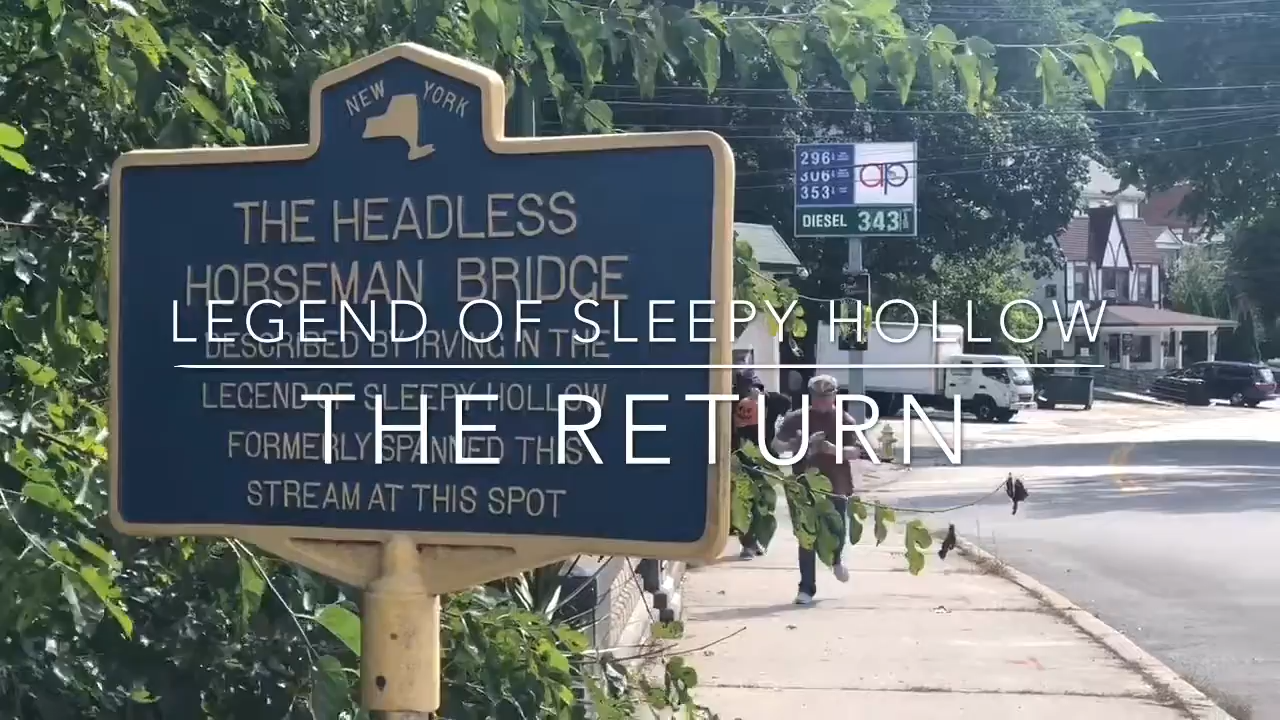 NEW YORK
THE HEADLESS
HORSEMAN BRIDGE
DESCRIBED BY IRVING IN THE
LEGEND OF SLEEPY HOLLOW
FORMERLY SPANNED THIS
STREAM AT THIS SPOT
LEGEND OF SLEEPY HOLLOW
THE RETURN
296
306
353
ap
DIESEL 343